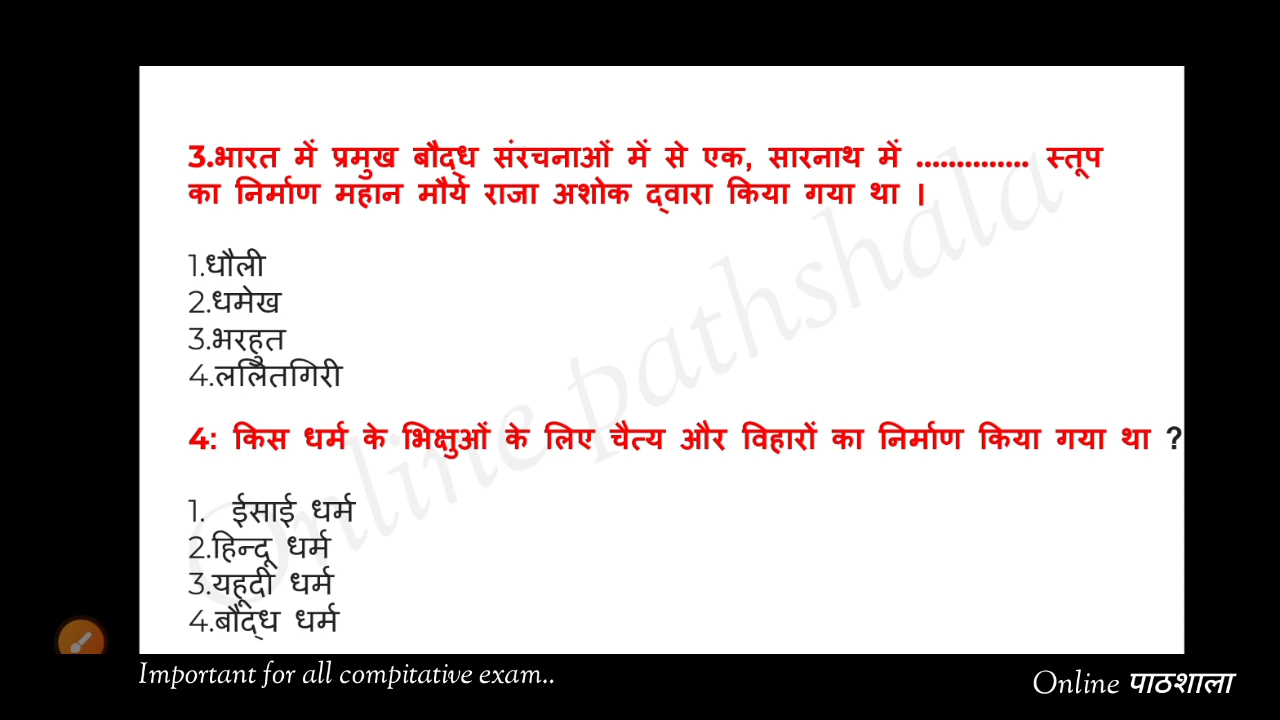 3.भारत में प्रमुख बौद्ध संरचनाओं में से एक, सारनाथ में .............. स्तूप
का निर्माण महान मौर्य राजा अशोक द्वारा किया गया था ।
1.धौली
2.धमेख
3.भरहुत
4.ललितगिरी
4: किस धर्म के भिक्षुओं के लिए चैत्य और विहारों का निर्माण किया गया था ?
1. ईसाई धर्म
2.हिन्दू धर्म
3.यहूदी धर्म
4.बौद्ध धर्म
Online pathshala
Important for all compitative exam..
Online पाठशाला